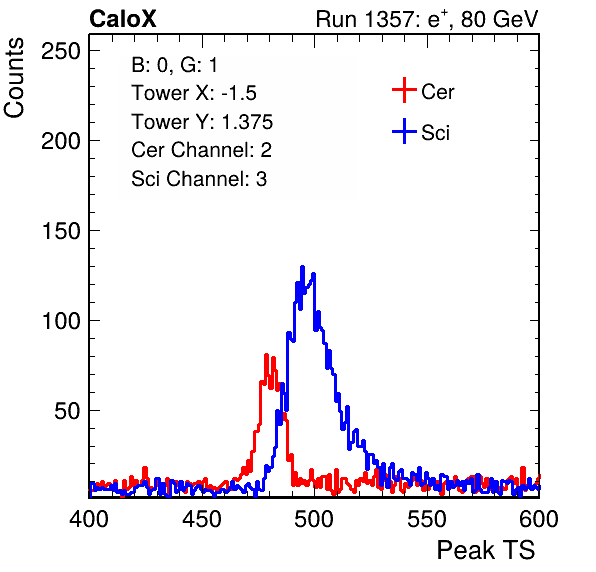 CaloX Run 1357: e⁺, 80 GeV
B: 0, G: 1
Tower X: -1.5
Tower Y: 1.375
Cer Channel: 2
Sci Channel: 3
Cer
Sci
Counts
250
200
150
100
50
400 450 500 550 600
Peak TS